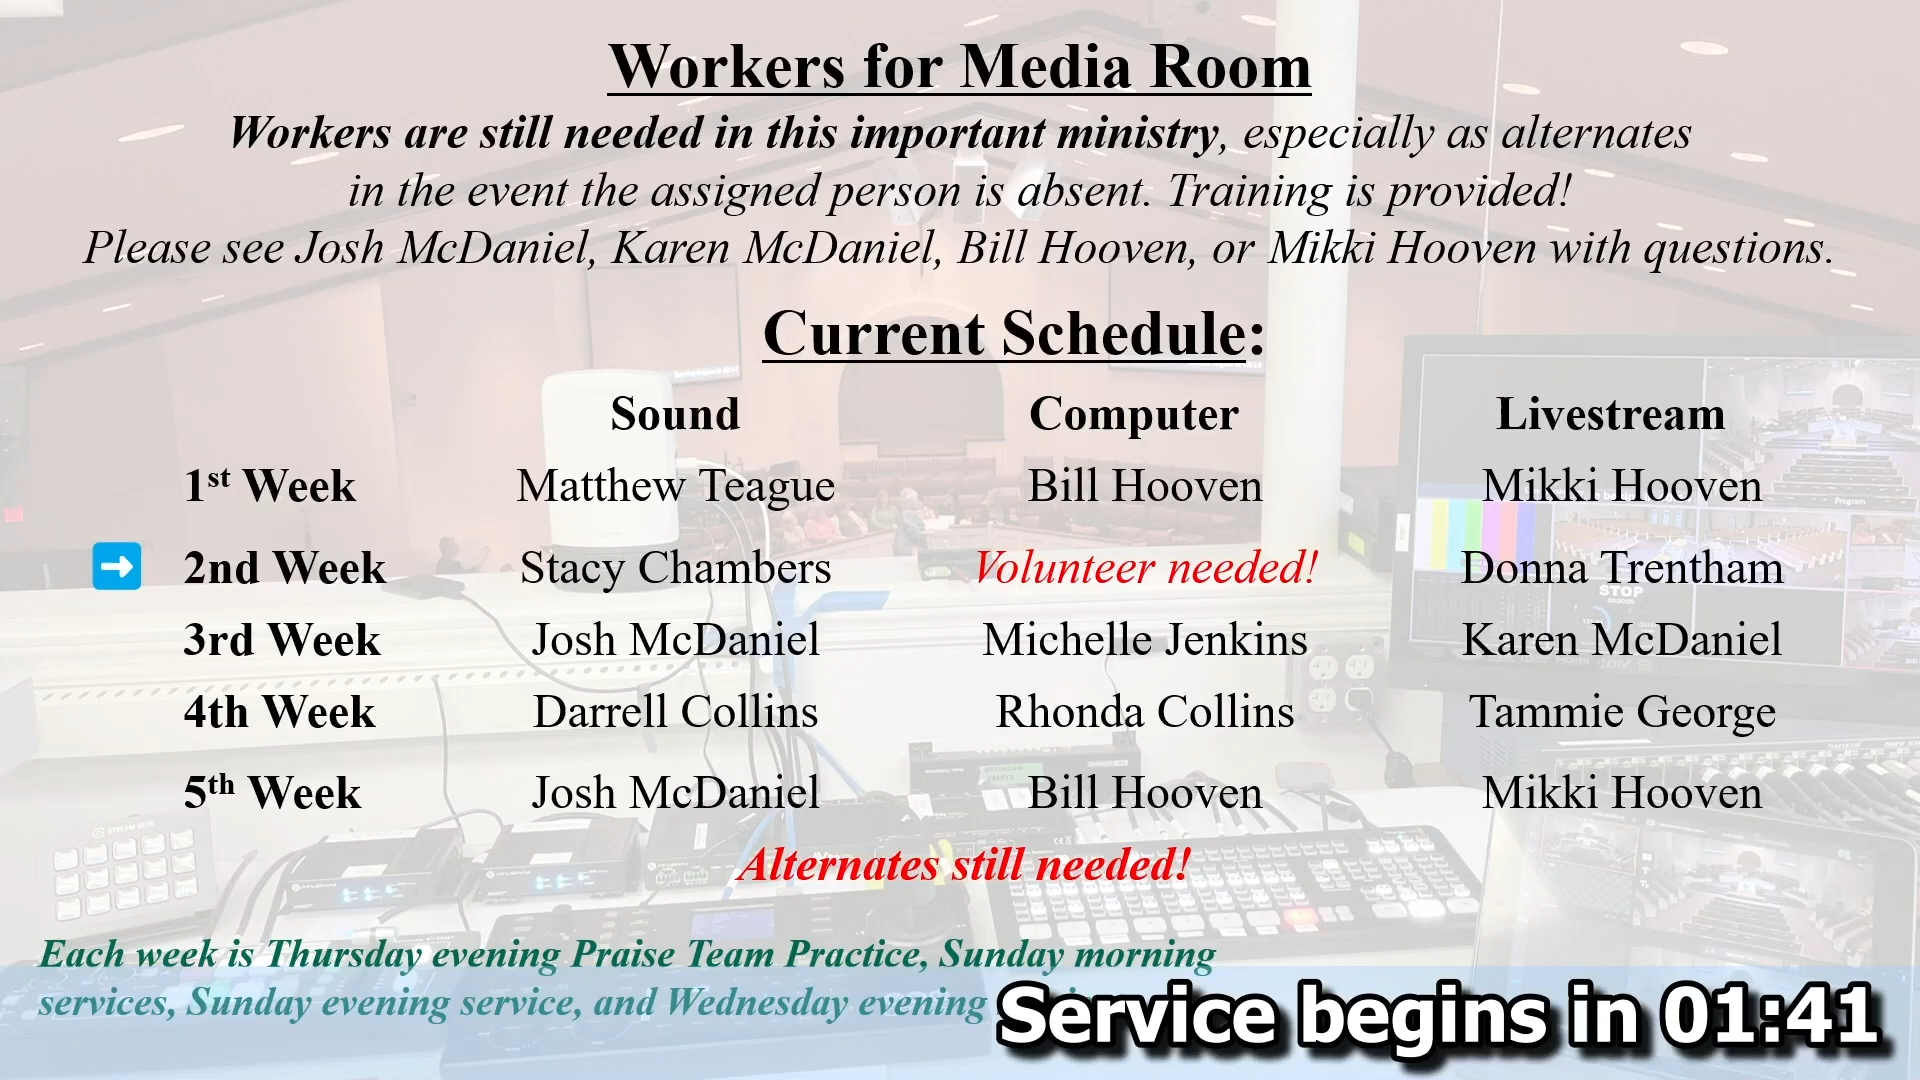 Workers for Media Room
Workers are still needed in this important ministry, especially as alternates
in the event the assigned person is absent. Training is provided!
Please see Josh McDaniel, Karen McDaniel, Bill Hooven, or Mikki Hooven with questions.
Current Schedule:
Sound Computer Livestream
1st Week Matthew Teague Bill Hooven Mikki Hooven
➡ 2nd Week Stacy Chambers Volunteer needed! Donna Trentham
STOP
3rd Week Josh McDaniel Michelle Jenkins Karen McDaniel
4th Week Darrell Collins Rhonda Collins Tammie George
5th Week Josh McDaniel Bill Hooven Mikki Hooven
Alternates still needed!
STREAM DECK
Program
Each week is Thursday evening Praise Team Practice, Sunday morning
services, Sunday evening service, and Wednesday evening
Service begins in 01:41